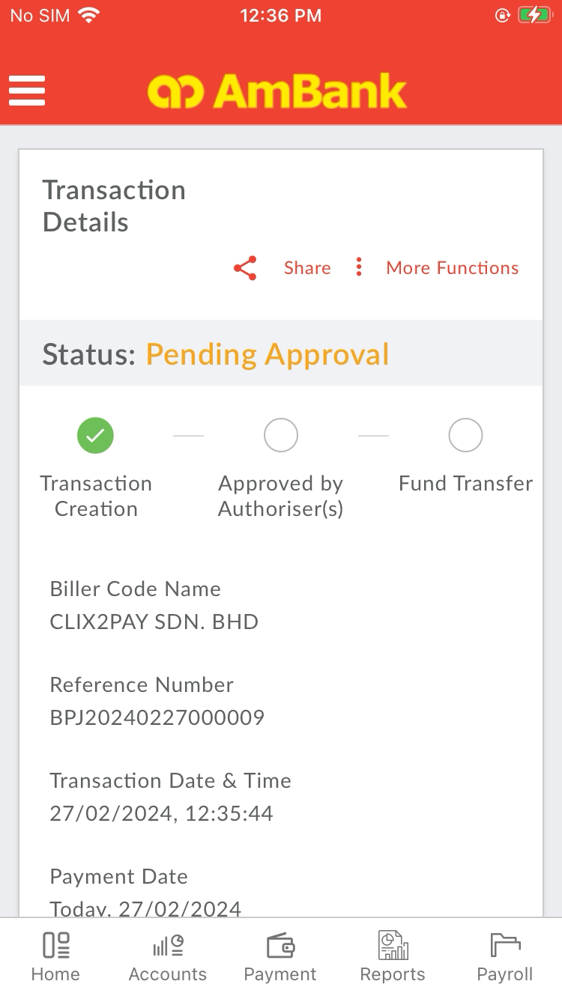 No SIM 12:36 PM
AmBank
Transaction
Details
Share More Functions
Status: Pending Approval
Transaction Creation
Approved by Authoriser(s)
Fund Transfer
Biller Code Name
CLIX2PAY SDN. BHD
Reference Number
BPJ20240227000009
Transaction Date & Time
27/02/2024, 12:35:44
Payment Date
Today, 27/02/2024
Home Accounts Payment Reports Payroll